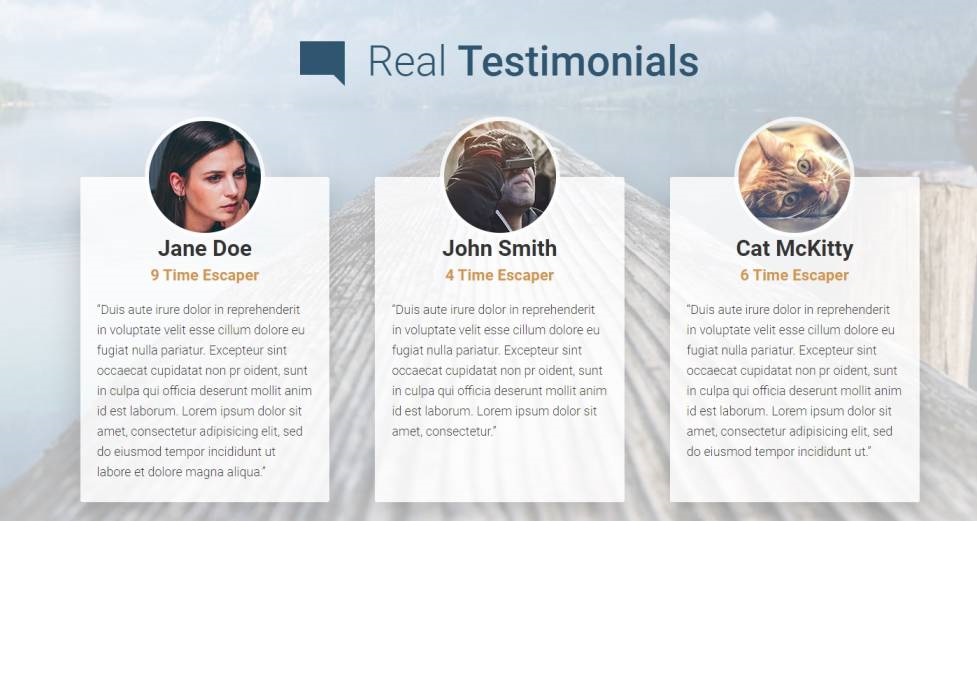 Real Testimonials
Jane Doe
9 Time Escaper
“Duis aute irure dolor in reprehenderit
in voluptate velit esse cillum dolore eu
fugiat nulla pariatur. Excepteur sint
occaecat cupidatat non pr oident, sunt
in culpa qui officia deserunt mollit anim
id est laborum. Lorem ipsum dolor sit
amet, consectetur adipisicing elit, sed
do eiusmod tempor incididunt ut
labore et dolore magna aliqua.”
John Smith
4 Time Escaper
“Duis aute irure dolor in reprehenderit
in voluptate velit esse cillum dolore eu
fugiat nulla pariatur. Excepteur sint
occaecat cupidatat non pr oident, sunt
in culpa qui officia deserunt mollit anim
id est laborum. Lorem ipsum dolor sit
amet, consectetur.”
Cat McKitty
6 Time Escaper
“Duis aute irure dolor in reprehenderit
in voluptate velit esse cillum dolore eu
fugiat nulla pariatur. Excepteur sint
occaecat cupidatat non pr oident, sunt
in culpa qui officia deserunt mollit anim
id est laborum. Lorem ipsum dolor sit
amet, consectetur adipisicing elit, sed
do eiusmod tempor incididunt ut.”